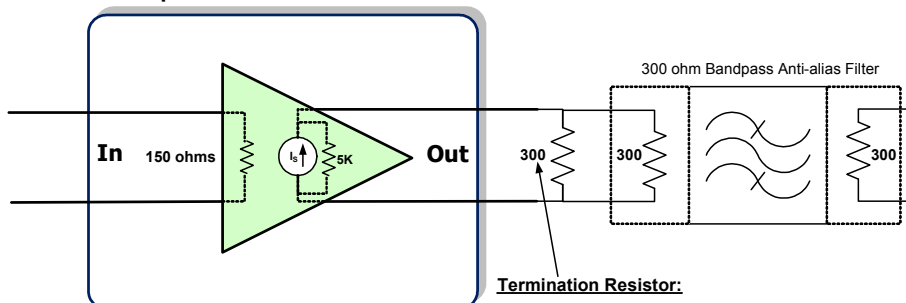 300 ohm Bandpass Anti-alias Filter
In
150 ohms
Is
5K
Out
300
300
300
Termination Resistor: